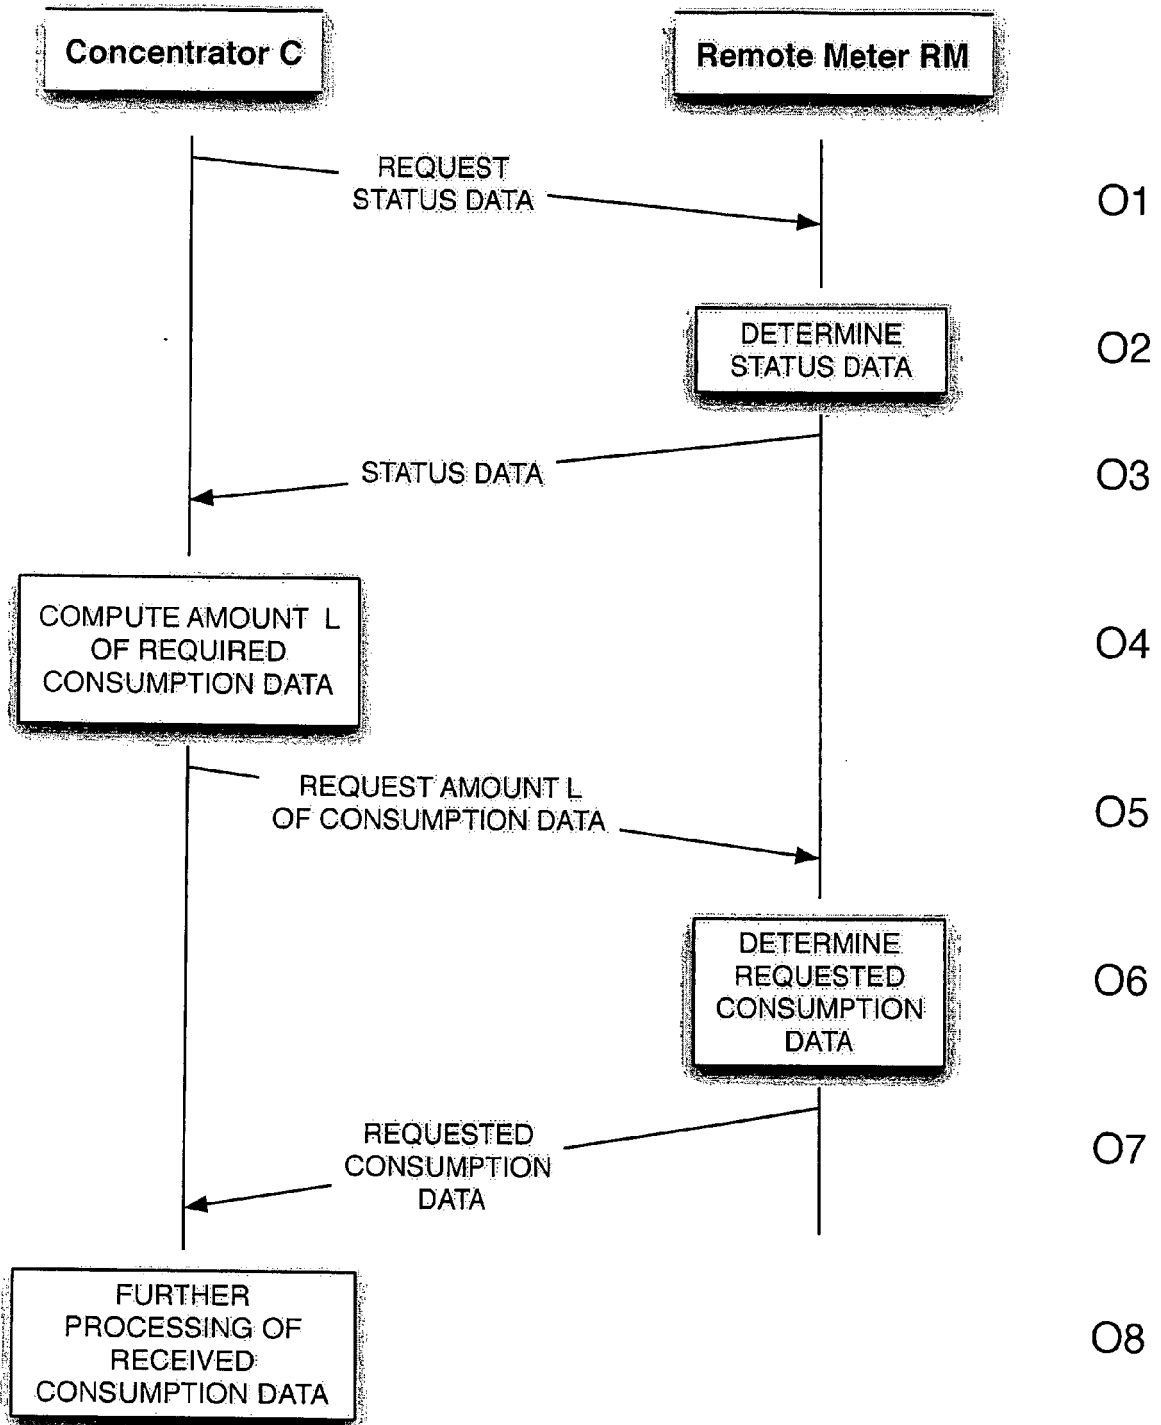 Concentrator C
Remote Meter RM
REQUEST
STATUS DATA
O1
DETERMINE
STATUS DATA
O2
STATUS DATA
O3
COMPUTE AMOUNT L
OF REQUIRED
CONSUMPTION DATA
O4
REQUEST AMOUNT L
OF CONSUMPTION DATA
O5
DETERMINE
REQUESTED
CONSUMPTION
DATA
O6
REQUESTED
CONSUMPTION
DATA
O7
FURTHER
PROCESSING OF
RECEIVED
CONSUMPTION DATA
O8